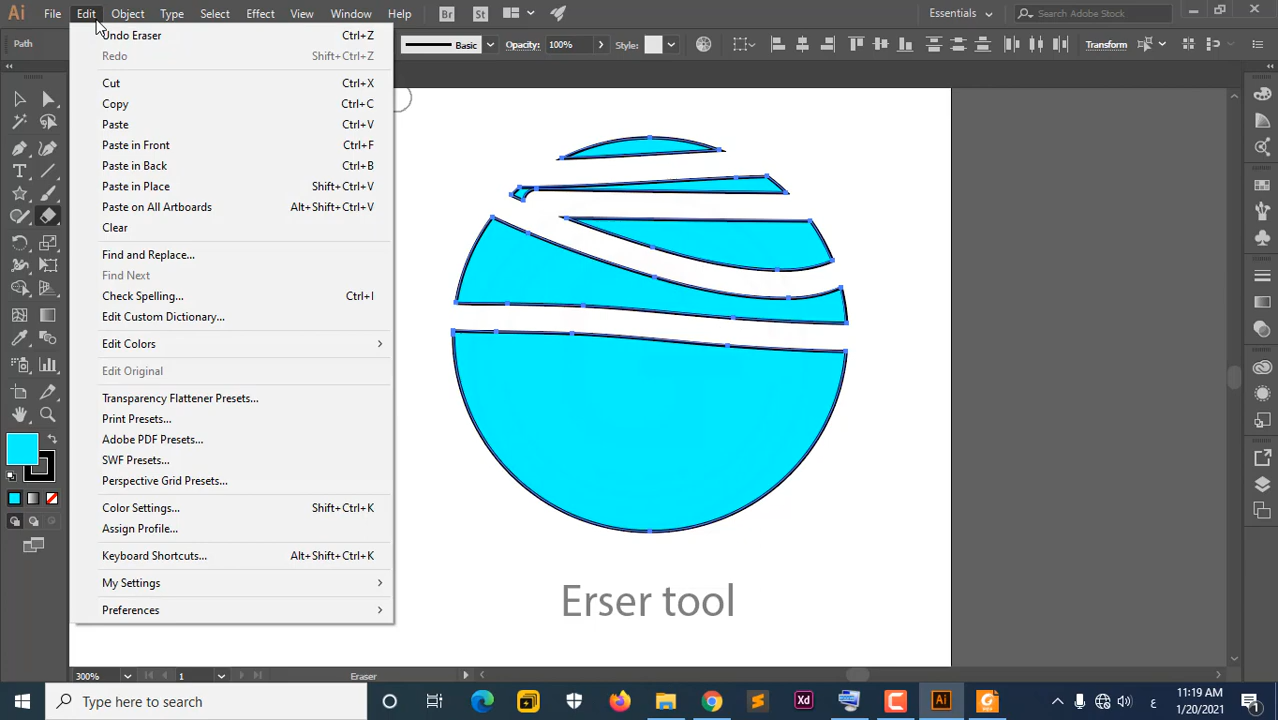 Ai File Edit Object Type Select Effect View Window Help Br St Essentials Search Adobe Stock
Path Basic Opacity: 100% Style: Transform
Undo Eraser Ctrl+Z
Redo Shift+Ctrl+Z
Cut Ctrl+X
Copy Ctrl+C
Paste Ctrl+V
Paste in Front Ctrl+F
Paste in Back Ctrl+B
Paste in Place Shift+Ctrl+V
Paste on All Artboards Alt+Shift+Ctrl+V
Clear
Find and Replace...
Find Next
Check Spelling... Ctrl+I
Edit Custom Dictionary...
Edit Colors
Edit Original
Transparency Flattener Presets...
Print Presets...
Adobe PDF Presets...
SWF Presets...
Perspective Grid Presets...
Color Settings... Shift+Ctrl+K
Assign Profile...
Keyboard Shortcuts... Alt+Shift+Ctrl+K
My Settings
Preferences
Erser tool
300% 1 Eraser
Type here to search Xd Ai ع 11:19 AM
1/20/2021